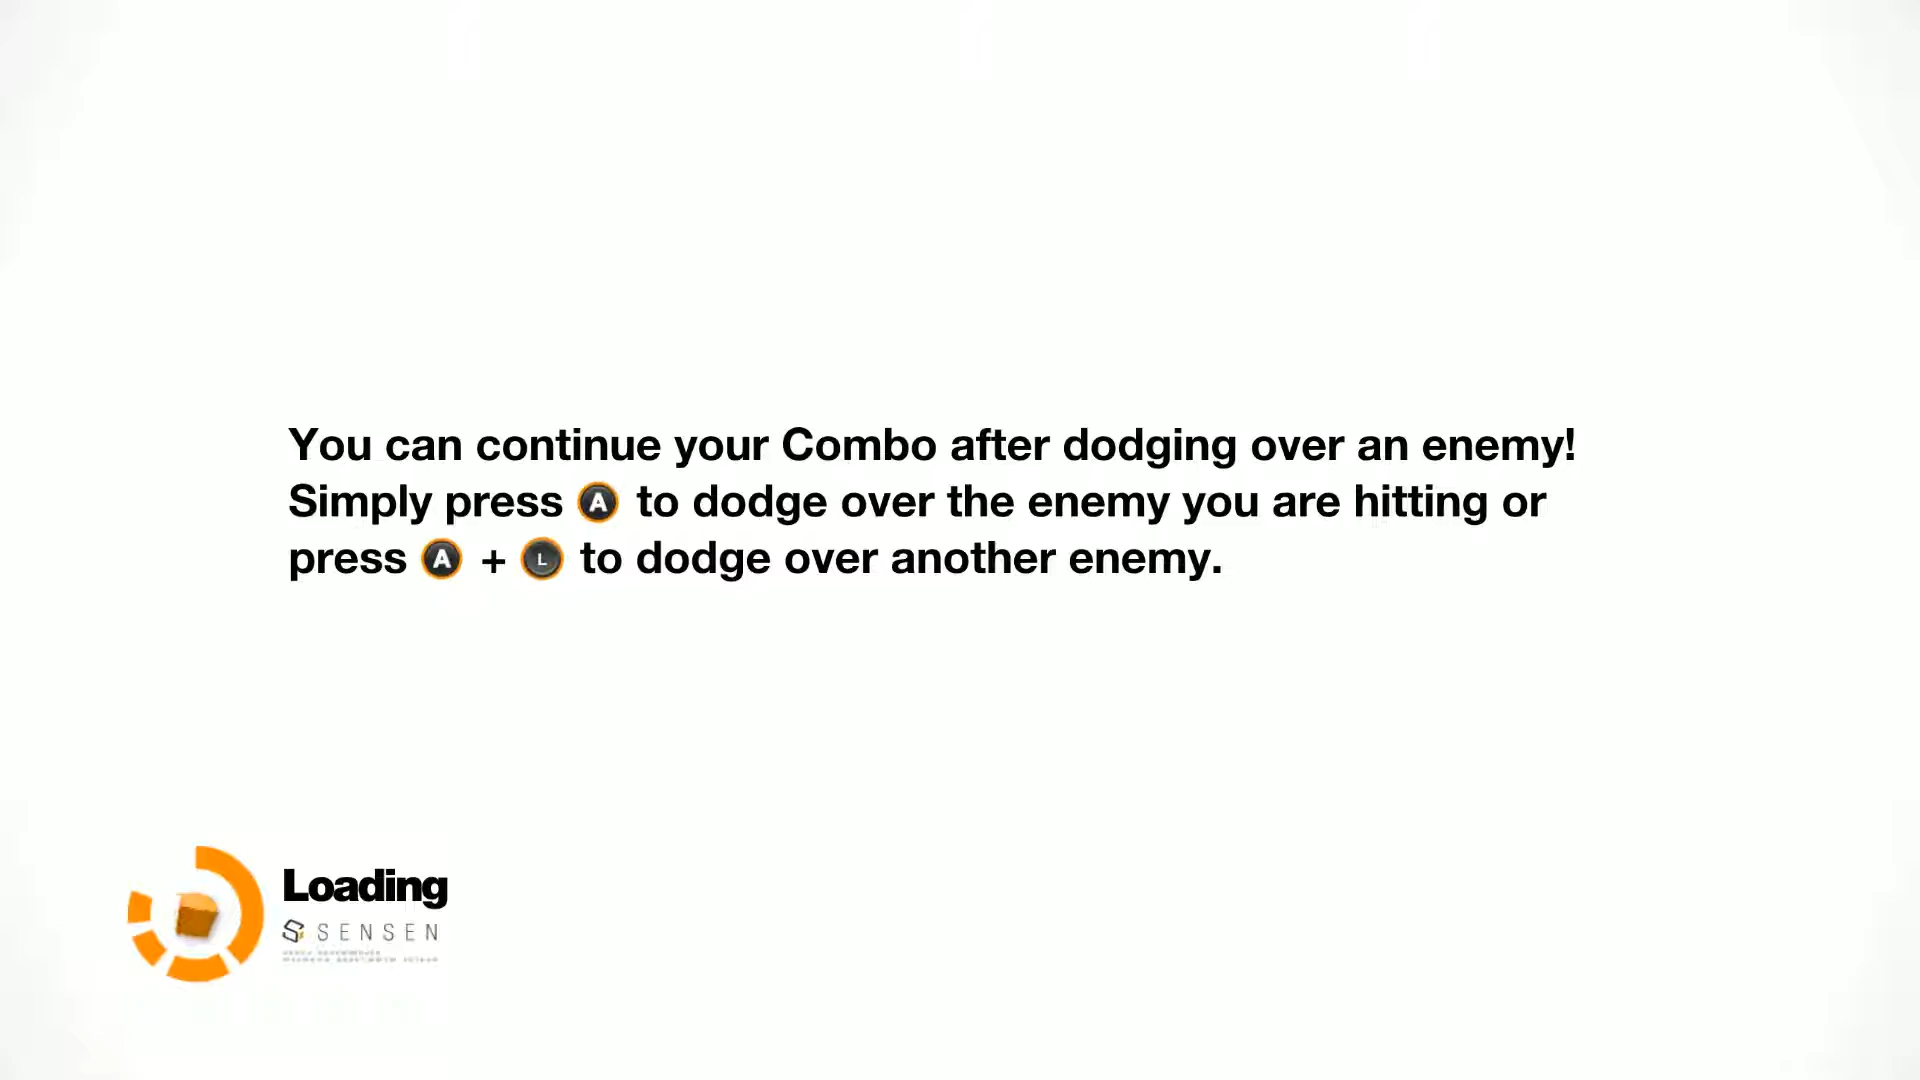 You can continue your Combo after dodging over an enemy!
Simply press A to dodge over the enemy you are hitting or
press A + L to dodge over another enemy.
Loading
SENSEN